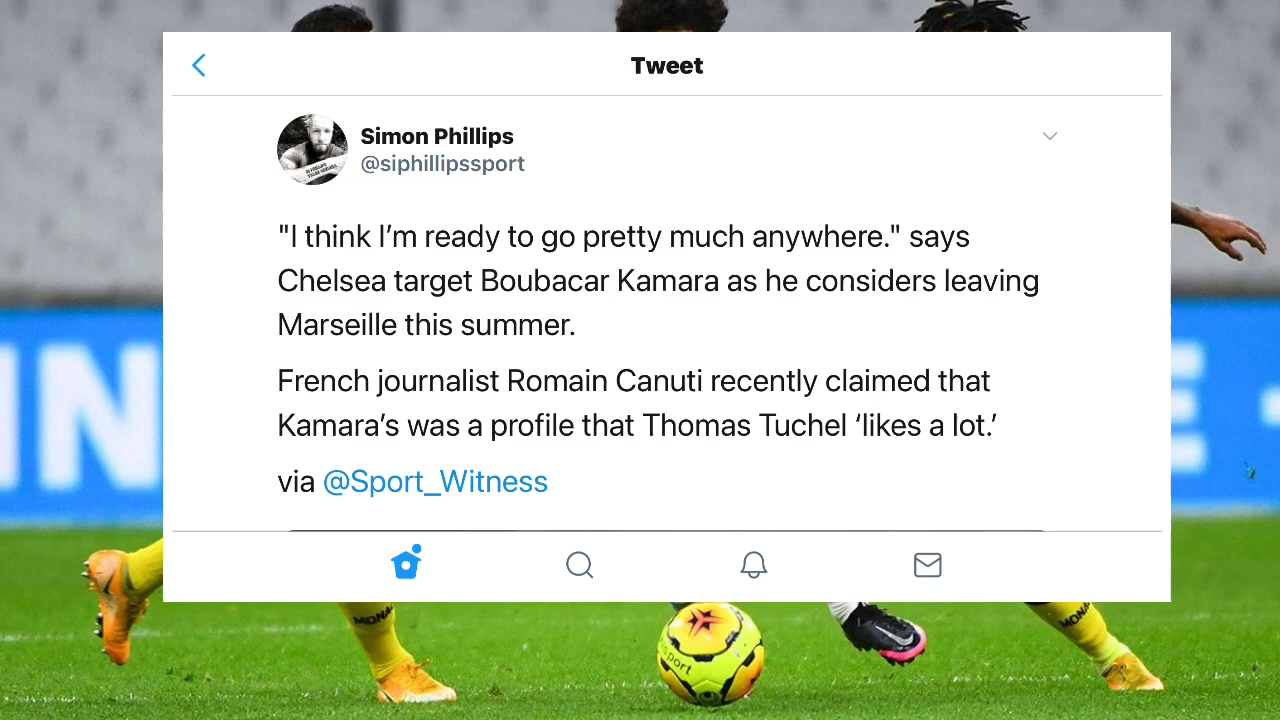 Tweet
Simon Phillips
@siphillipssport
"I think I’m ready to go pretty much anywhere." says
Chelsea target Boubacar Kamara as he considers leaving
Marseille this summer.
French journalist Romain Canuti recently claimed that
Kamara’s was a profile that Thomas Tuchel ‘likes a lot.’
via @Sport_Witness
IN
E